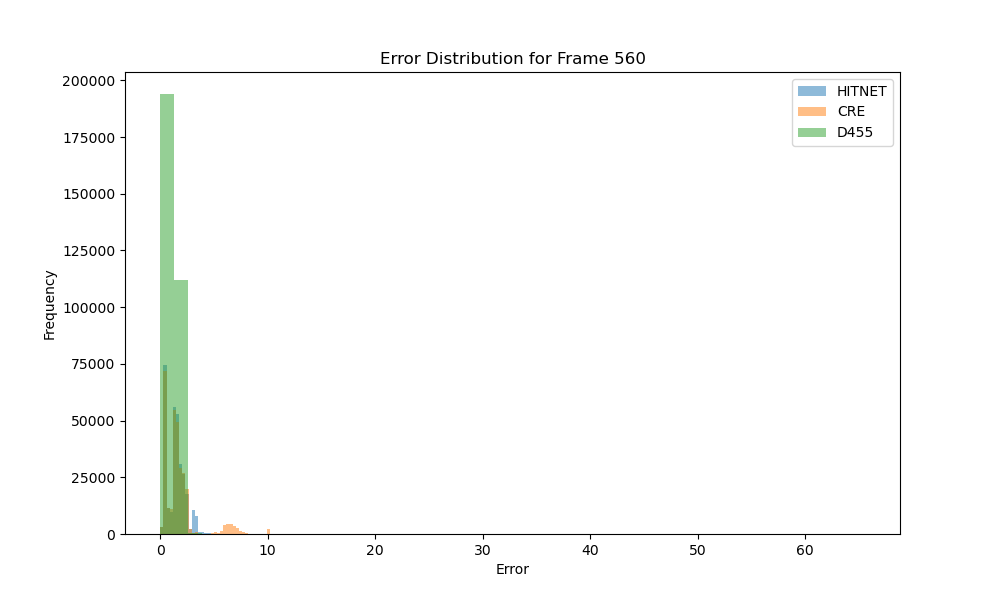 Error Distribution for Frame 560
HITNET
CRE
D455
200000
175000
150000
125000
100000
75000
50000
25000
0
Frequency
0 10 20 30 40 50 60
Error